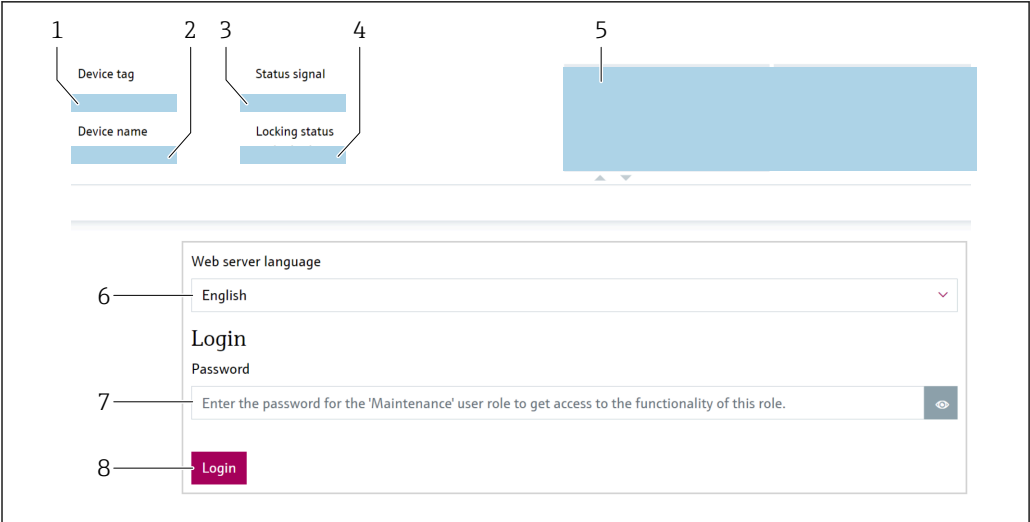 1 2 3 4 5
Device tag Status signal
Device name Locking status
Web server language
6 English
Login
Password
7 Enter the password for the 'Maintenance' user role to get access to the functionality of this role.
8 Login